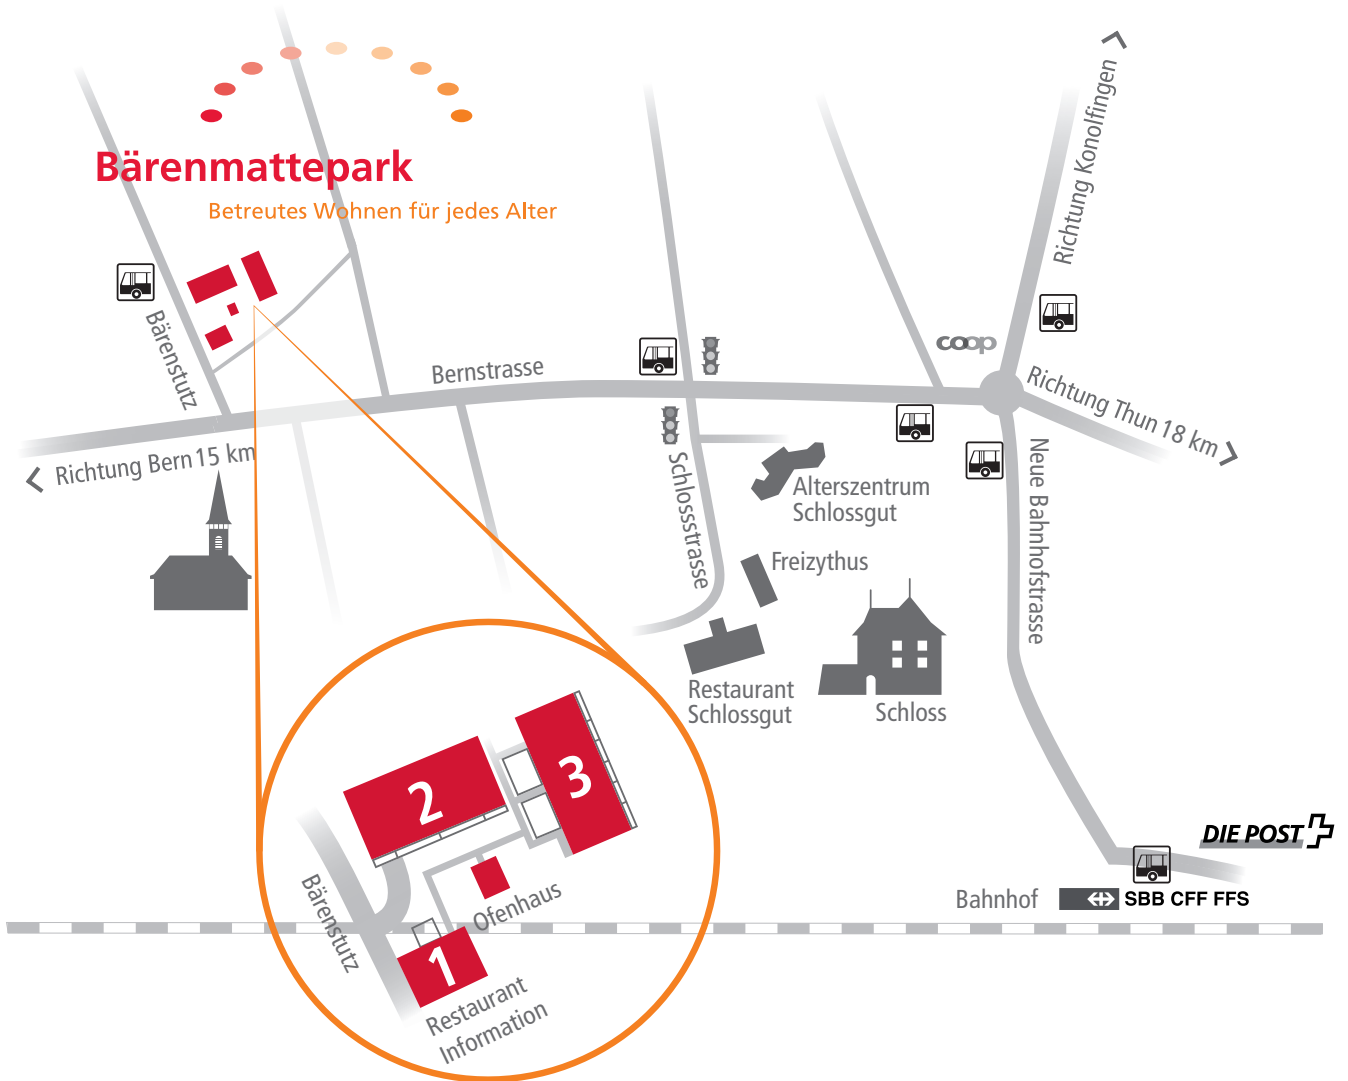 Bärenmattepark
Betreutes Wohnen für jedes Alter
Richtung Konolfingen
Bärenstutz
Bernstrasse
coop
Richtung Thun 18 km
Richtung Bern 15 km
Schlossstrasse
Alterszentrum
Schlossgut
Neue Bahnhofstrasse
Freizythus
Restaurant
Schlossgut
Schloss
2
3
Bärenstutz
Ofenhaus
1
Restaurant
Information
DIE POST
Bahnhof
SBB CFF FFS